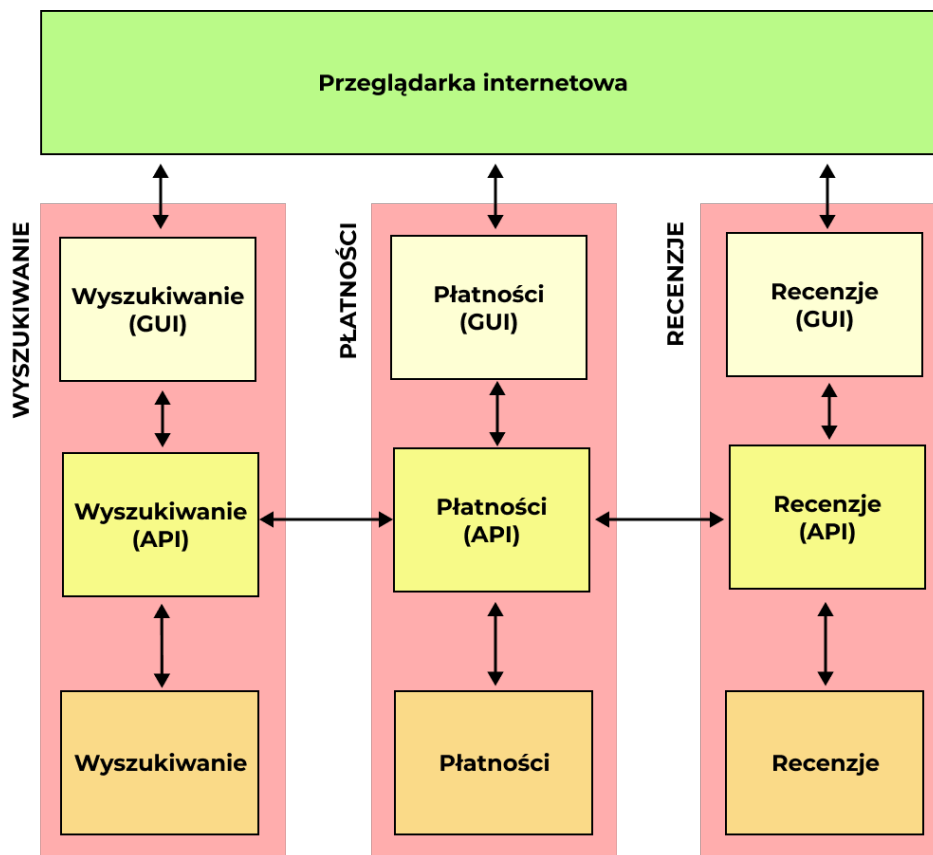 Przeglądarka internetowa
WYSZUKIWANIE
PŁATNOŚCI
RECENZJE
Wyszukiwanie
(GUI)
Płatności
(GUI)
Recenzje
(GUI)
Wyszukiwanie
(API)
Płatności
(API)
Recenzje
(API)
Wyszukiwanie
Płatności
Recenzje